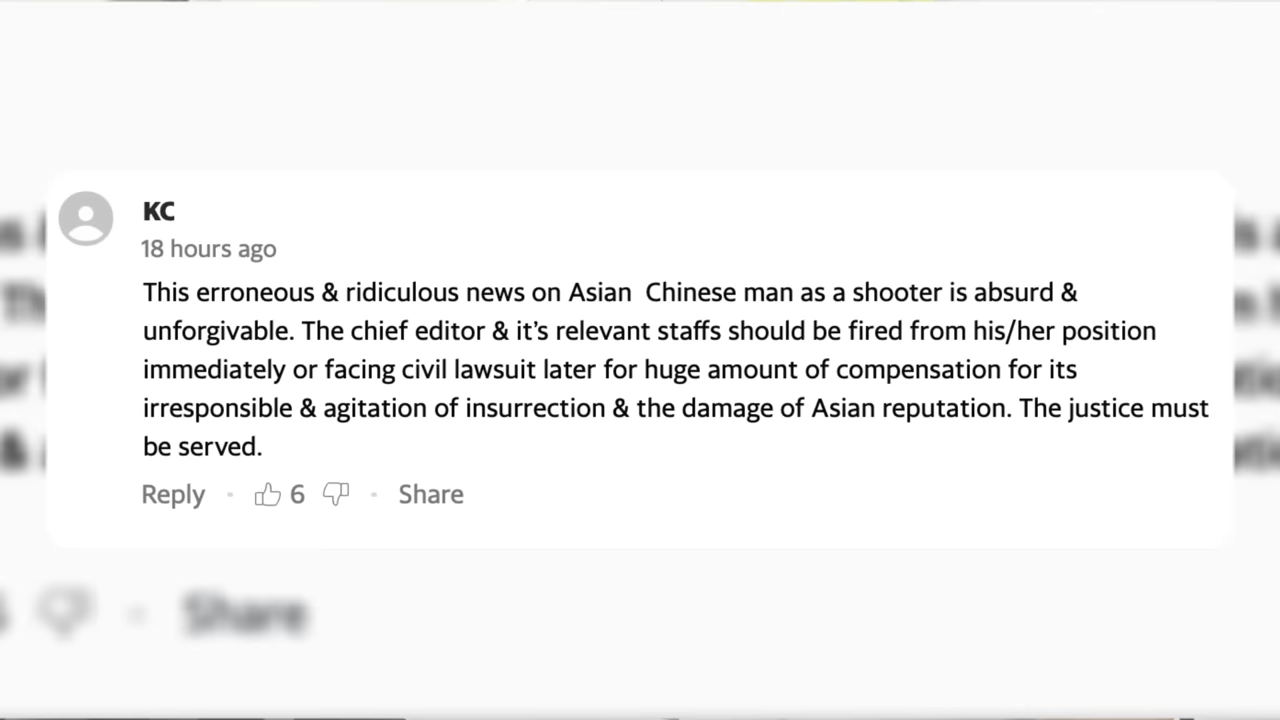 KC
18 hours ago
This erroneous & ridiculous news on Asian  Chinese man as a shooter is absurd &
unforgivable. The chief editor & it’s relevant staffs should be fired from his/her position
immediately or facing civil lawsuit later for huge amount of compensation for its
irresponsible & agitation of insurrection & the damage of Asian reputation. The justice must
be served.
Reply · 6 · Share
Share